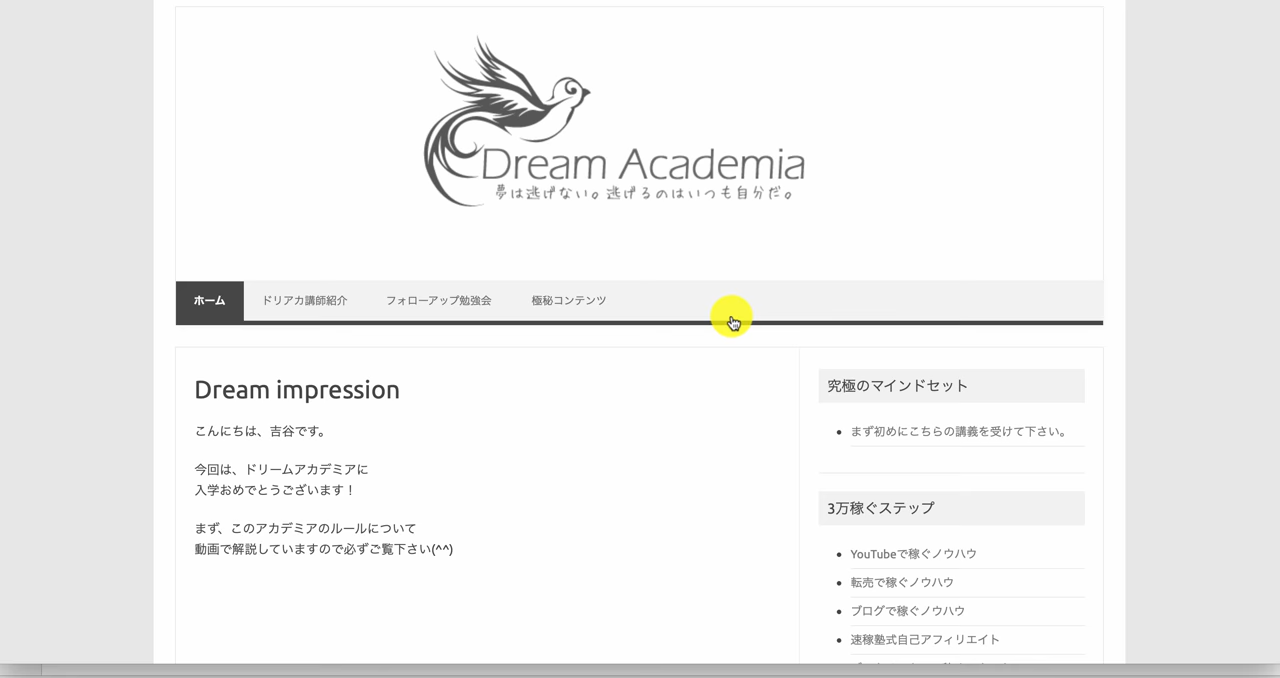 Dream Academia
夢は逃げない。逃げるのはいつも自分だ。
ホーム
ドリアカ講師紹介
フォローアップ勉強会
極秘コンテンツ
Dream impression
こんにちは、吉谷です。
今回は、ドリームアカデミアに
入学おめでとうございます！
まず、このアカデミアのルールについて
動画で解説していますので必ずご覧下さい(^^)
究極のマインドセット
まず初めにこちらの講義を受けて下さい。
3万稼ぐステップ
YouTubeで稼ぐノウハウ
転売で稼ぐノウハウ
ブログで稼ぐノウハウ
速稼塾式自己アフィリエイト